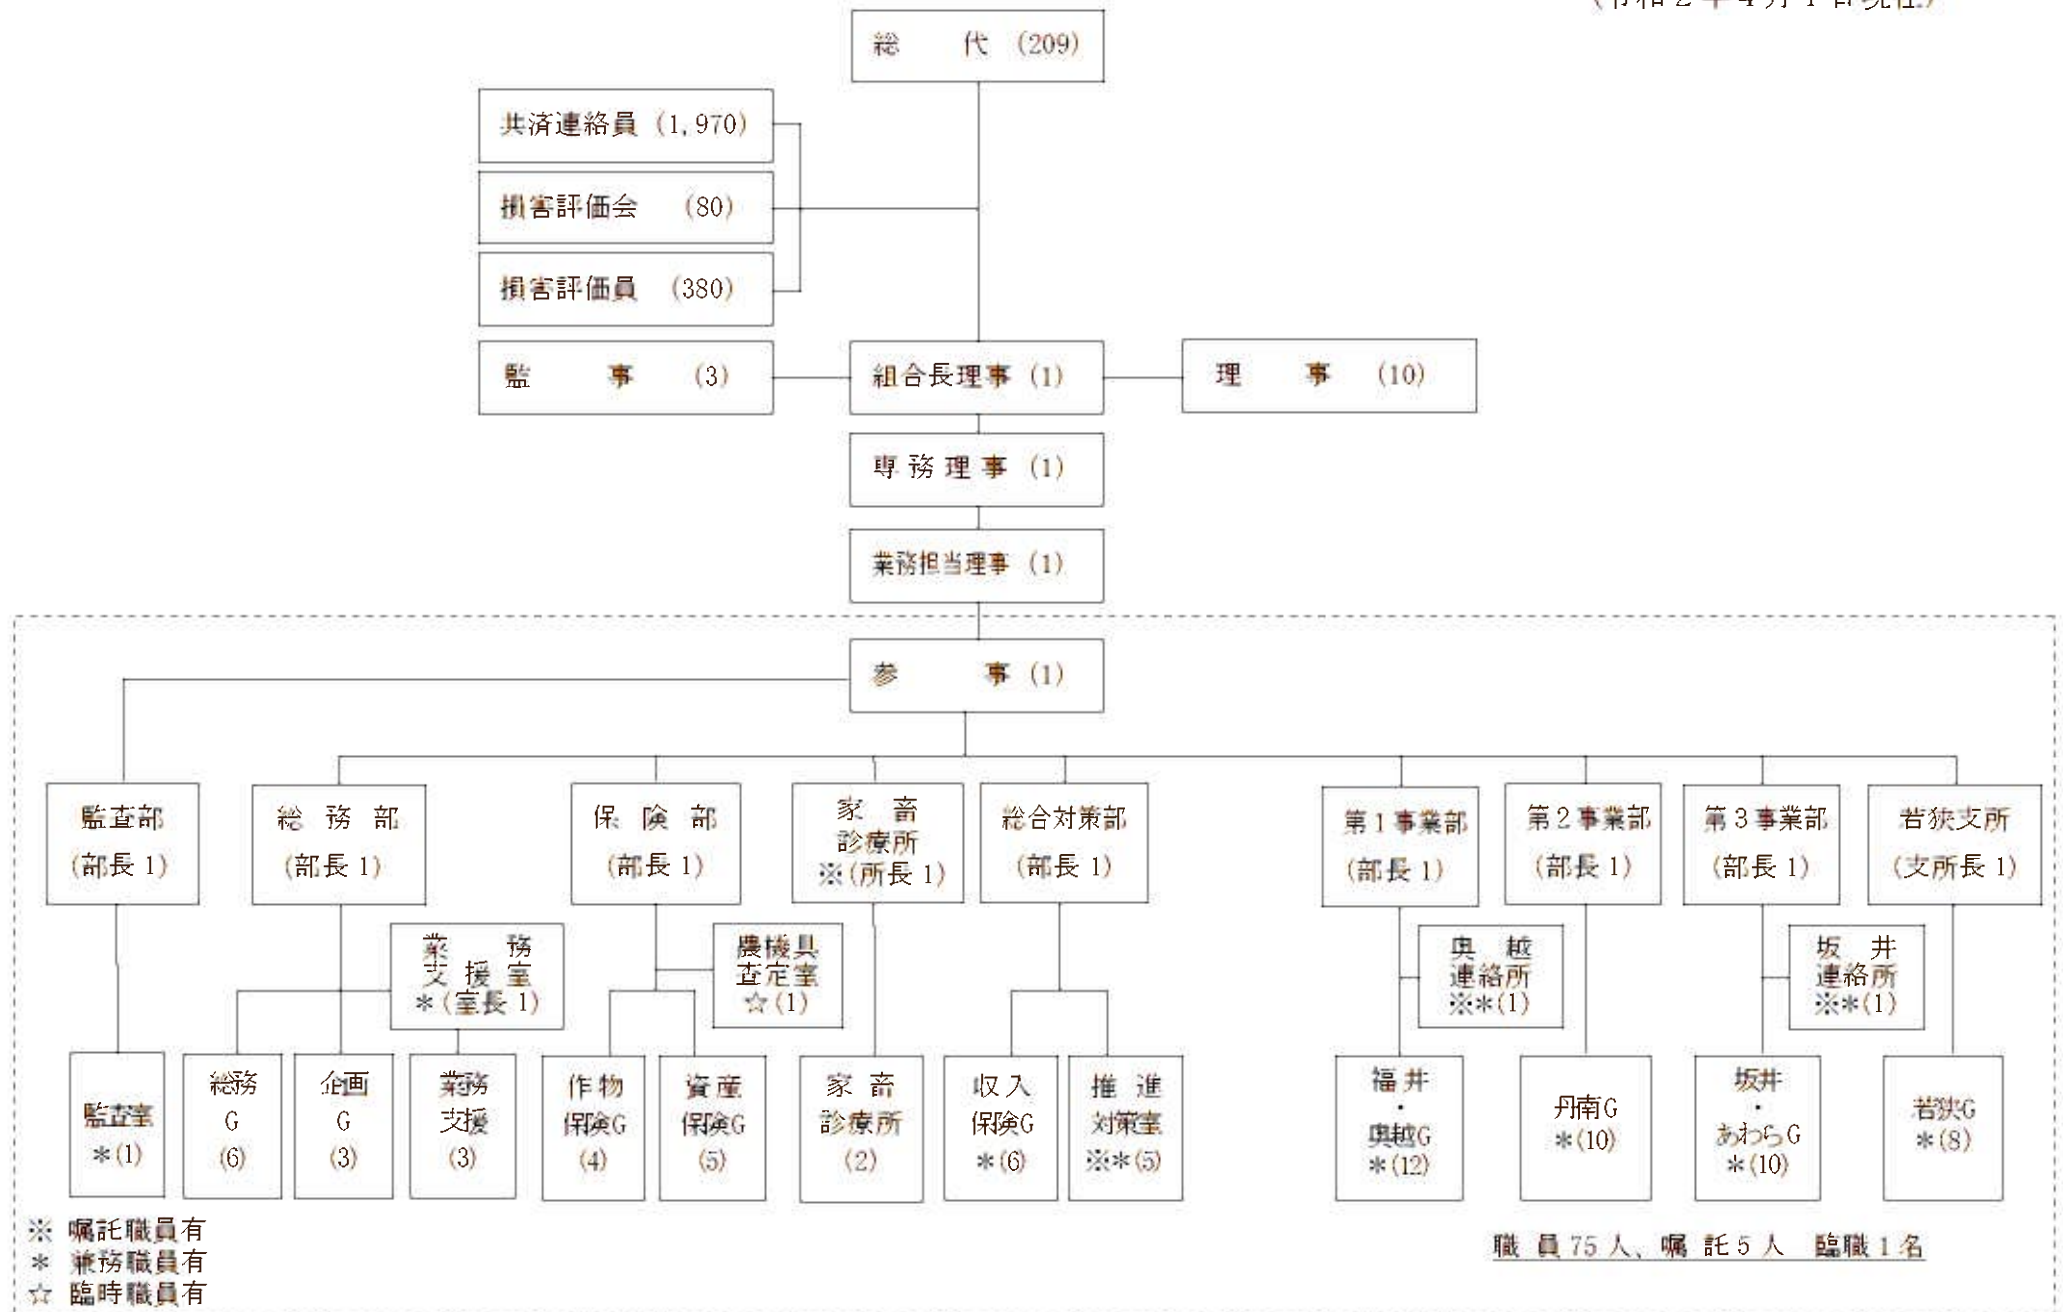 (令和2年4月1日現在)
総 代 (209)
共済連絡員 (1,970)
損害評価会 (80)
損害評価員 (380)
監 事 (3)
組合長理事 (1)
理 事 (10)
専務理事 (1)
業務担当理事 (1)
参 事 (1)
監査部
(部長1)
総務部
(部長1)
保険部
(部長1)
家畜
診療所
※(所長1)
総合対策部
(部長1)
第1事業部
(部長1)
第2事業部
(部長1)
第3事業部
(部長1)
若狭支所
(支所長1)
業務
支援室
*(室長1)
農機具
査定室
☆(1)
奥越
連絡所
※*(1)
坂井
連絡所
※*(1)
監査室
*(1)
総務
G
(6)
企画
G
(3)
業務
支援
(3)
作物
保険G
(4)
資産
保険G
(5)
家畜
診療所
(2)
収入
保険G
*(6)
推進
対策室
※*(5)
福井
・
奥越G
*(12)
丹南G
*(10)
坂井
・
あわらG
*(10)
若狭G
*(8)
※ 嘱託職員有
* 兼務職員有
☆ 臨時職員有
職員75人、嘱託5人 臨職1名